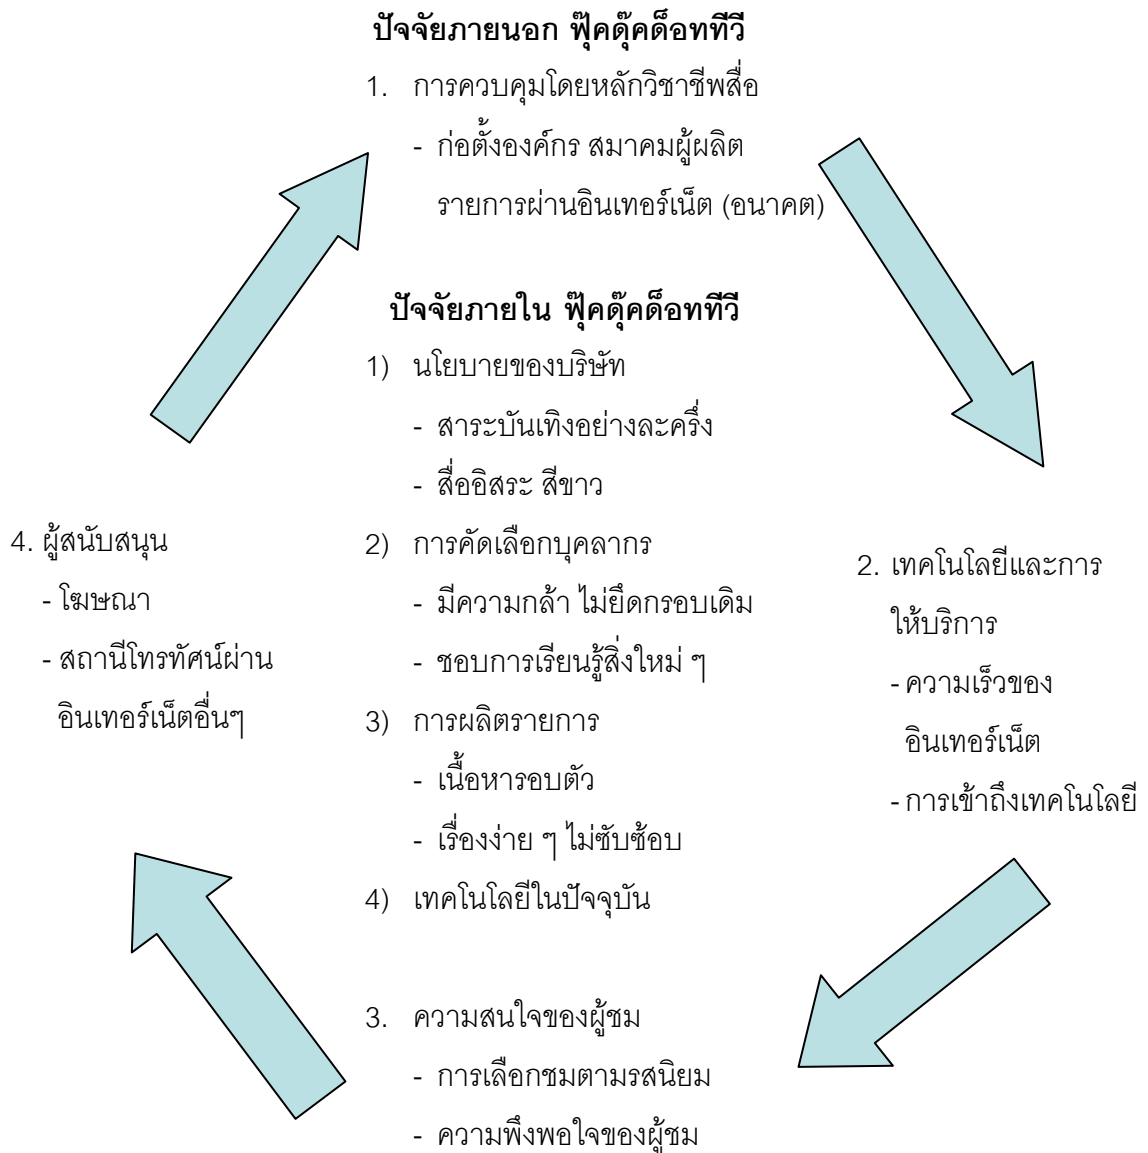 ปัจจัยภายนอก ฟุ๊คดุ๊คด็อททีวี
1. การควบคุมโดยหลักวิชาชีพสื่อ
- ก่อตั้งองค์กร สมาคมผู้ผลิต
รายการผ่านอินเทอร์เน็ต (อนาคต)
ปัจจัยภายใน ฟุ๊คดุ๊คด็อททีวี
1) นโยบายของบริษัท
- สาระบันเทิงอย่างละครึ่ง
- สื่ออิสระ สีขาว
2) การคัดเลือกบุคลากร
- มีความกล้า ไม่ยึดกรอบเดิม
- ชอบการเรียนรู้สิ่งใหม่ ๆ
3) การผลิตรายการ
- เนื้อหารอบตัว
- เรื่องง่าย ๆ ไม่ซับซ้อบ
4) เทคโนโลยีในปัจจุบัน
2. เทคโนโลยีและการ
ให้บริการ
- ความเร็วของ
อินเทอร์เน็ต
- การเข้าถึงเทคโนโลยี
3. ความสนใจของผู้ชม
- การเลือกชมตามรสนิยม
- ความพึงพอใจของผู้ชม
4. ผู้สนับสนุน
- โฆษณา
- สถานีโทรทัศน์ผ่าน
อินเทอร์เน็ตอื่นๆ